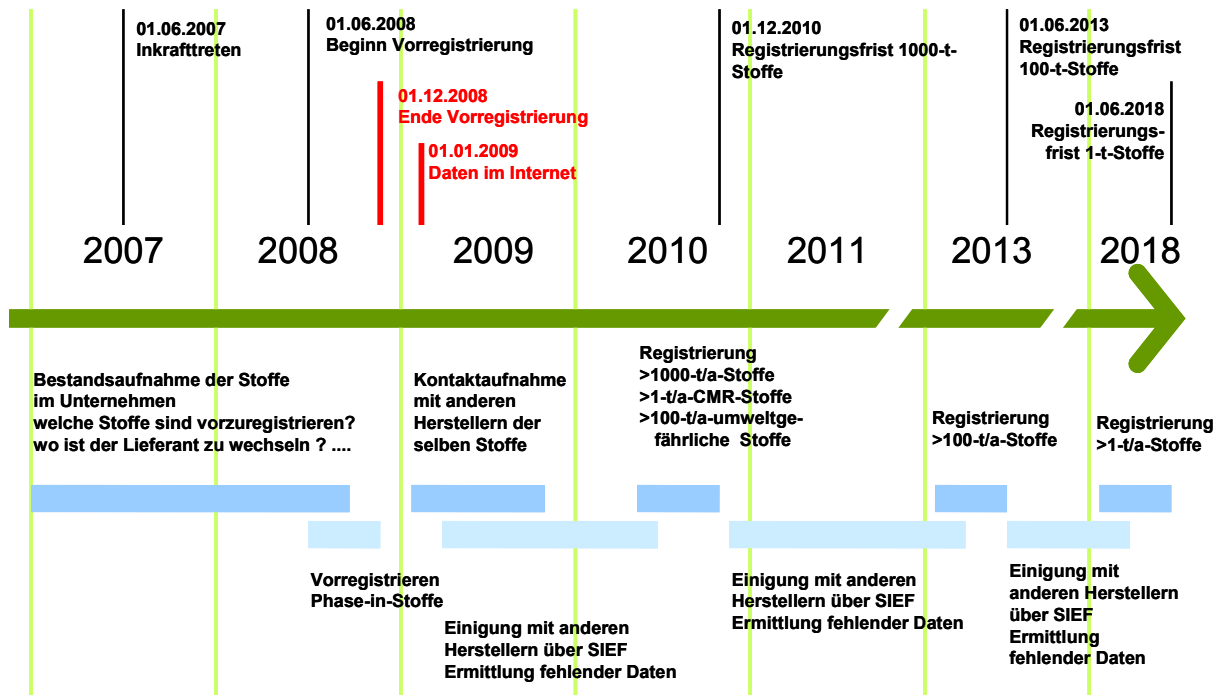 01.06.2007
Inkrafttreten
01.06.2008
Beginn Vorregistrierung
01.12.2008
Ende Vorregistrierung
01.01.2009
Daten im Internet
01.12.2010
Registrierungsfrist 1000-t-
Stoffe
01.06.2013
Registrierungsfrist
100-t-Stoffe
01.06.2018
Registrierungs-
frist 1-t-Stoffe
2007 2008 2009 2010 2011 2013 2018
Bestandsaufnahme der Stoffe
im Unternehmen
welche Stoffe sind vorzuregistrieren?
wo ist der Lieferant zu wechseln ? ....
Kontaktaufnahme
mit anderen
Herstellern der
selben Stoffe
Registrierung
>1000-t/a-Stoffe
>1-t/a-CMR-Stoffe
>100-t/a-umweltge-
fährliche Stoffe
Registrierung
>100-t/a-Stoffe
Registrierung
>1-t/a-Stoffe
Vorregistrieren
Phase-in-Stoffe
Einigung mit anderen
Herstellern über SIEF
Ermittlung fehlender Daten
Einigung mit anderen
Herstellern über SIEF
Ermittlung fehlender Daten
Einigung mit
anderen Herstellern
über SIEF
Ermittlung
fehlender Daten